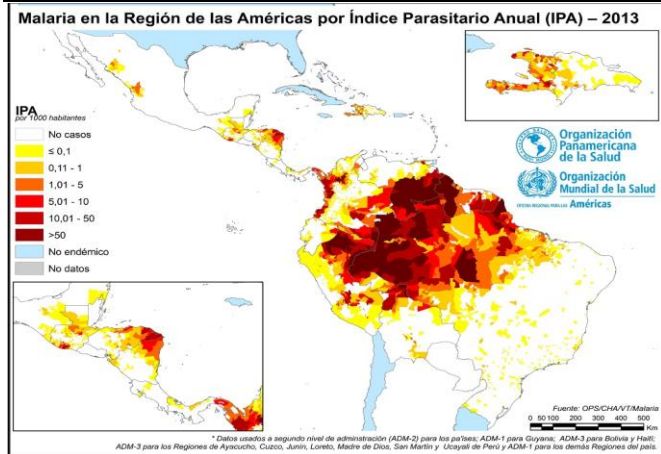 Malaria en la Región de las Américas por Índice Parasitario Anual (IPA) – 2013
IPA
por 1000 habitantes
No casos
≤ 0,1
0,11 - 1
1,01 - 5
5,01 - 10
10,01 - 50
>50
No endémico
No datos
Organización
Panamericana
de la Salud
Organización
Mundial de la Salud
OFICINA REGIONAL PARA LAS Américas
Fuente: OPS/CHA/VT/Malaria
0 50 100 200 300 400
Km
* Datos usados a segundo nivel de adminstración (ADM-2) para los países; ADM-1 para Guyana; ADM-3 para Bolivia y Haití;
ADM-3 para los Regiones de Ayacucho, Cuzco, Junin, Loreto, Madre de Dios, San Martín y Ucayali de Perú y ADM-1 para los demás Regiones del país.